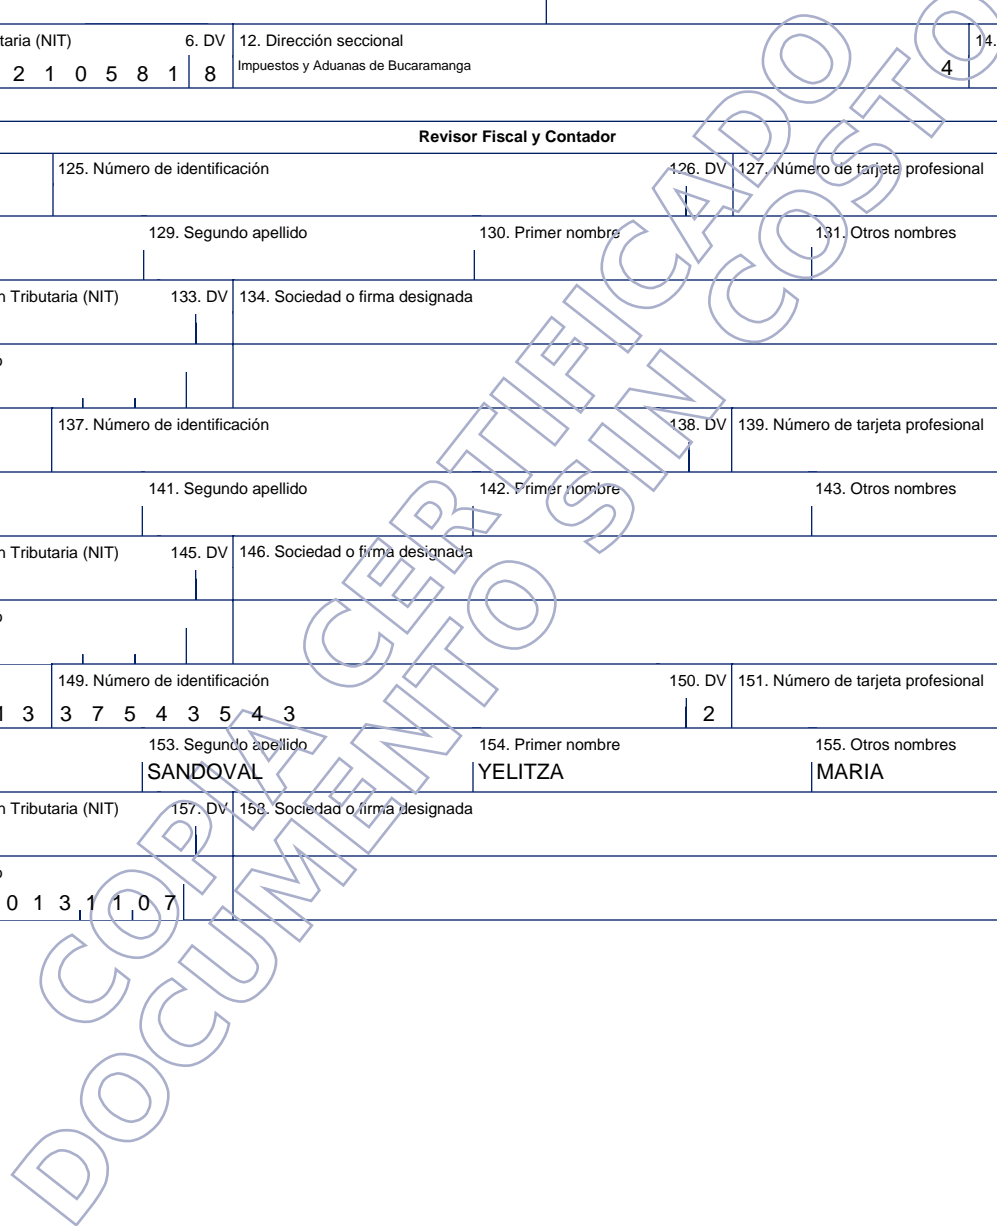 taria (NIT) 6. DV 12. Dirección seccional 14.
2 1 0 5 8 1 8 Impuestos y Aduanas de Bucaramanga 4
Revisor Fiscal y Contador
125. Número de identificación 126. DV 127. Número de tarjeta profesional
129. Segundo apellido 130. Primer nombre 131. Otros nombres
n Tributaria (NIT) 133. DV 134. Sociedad o firma designada
o
137. Número de identificación 138. DV 139. Número de tarjeta profesional
141. Segundo apellido 142. Primer nombre 143. Otros nombres
n Tributaria (NIT) 145. DV 146. Sociedad o firma designada
o
149. Número de identificación 150. DV 151. Número de tarjeta profesional
1 3 3 7 5 4 3 5 4 3 2
153. Segundo apellido 154. Primer nombre 155. Otros nombres
SANDOVAL YELITZA MARIA
n Tributaria (NIT) 157. DV 158. Sociedad o firma designada
o
0 1 3 1 1 0 7
COPIA CERTIFICADO
DOCUMENTO SIN COSTO